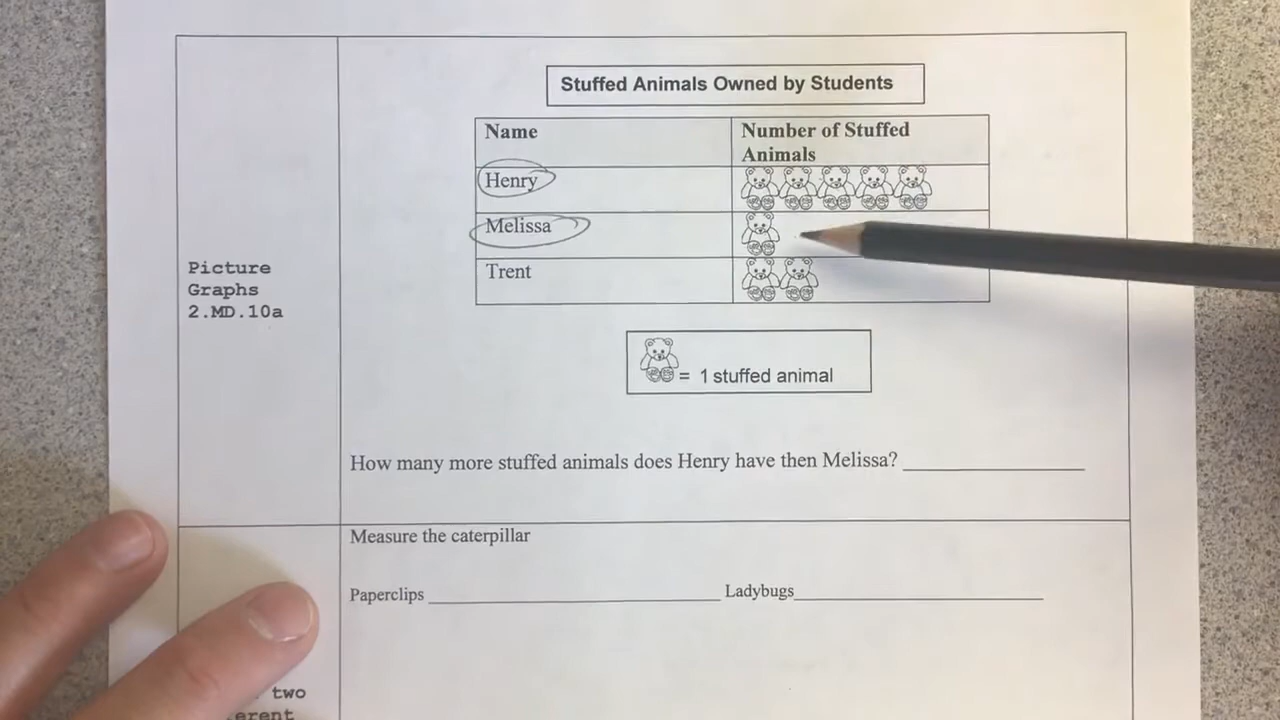 Stuffed Animals Owned by Students
Name
Number of Stuffed
Animals
Henry
Melissa
Trent
Picture
Graphs
2.MD.10a
= 1 stuffed animal
How many more stuffed animals does Henry have then Melissa?
Measure the caterpillar
Paperclips
Ladybugs
two